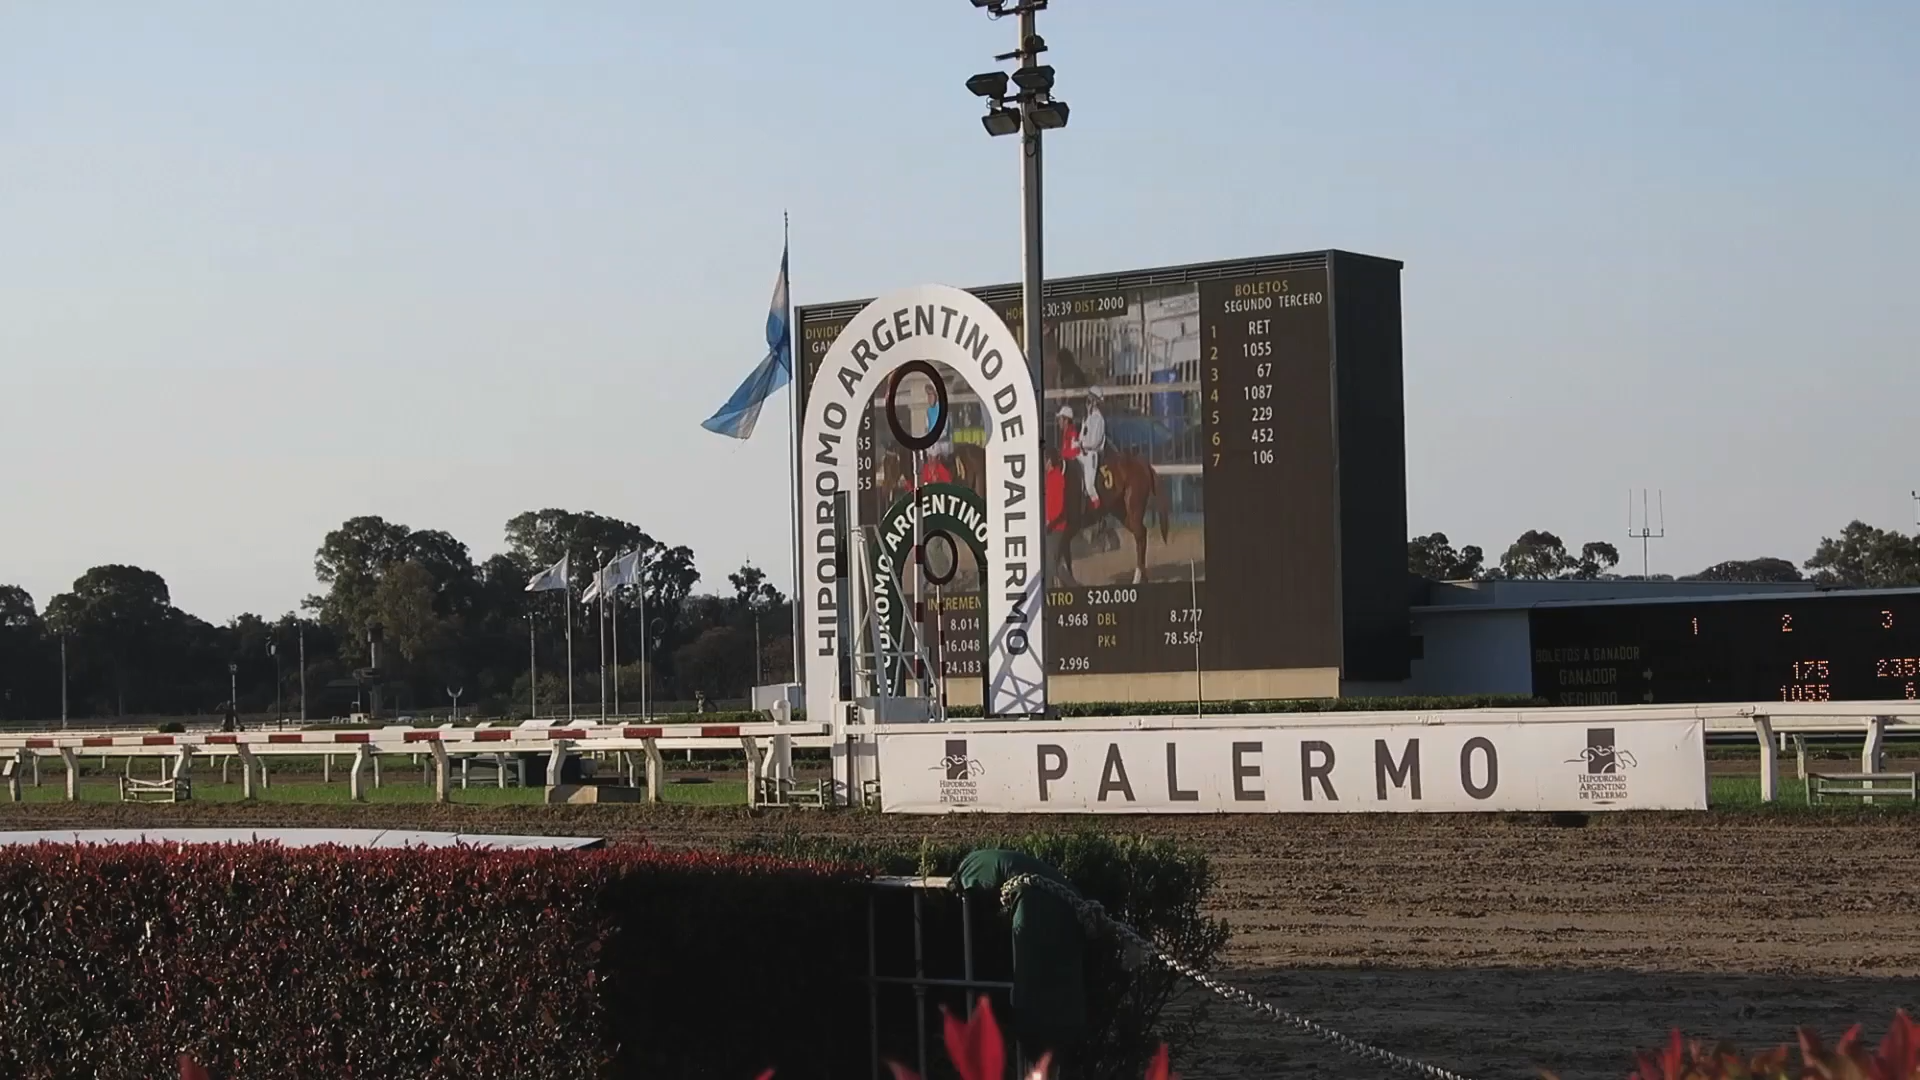 HIPODROMO ARGENTINO DE PALERMO
:30:39 DIST.2000
BOLETOS
SEGUNDO TERCERO
1 RET
2 1055
3 67
4 1087
5 229
6 452
7 106
ARGENTINO
$20.000
8.014
4.968 DBL 8.777
16.048
PK4 78.567
24.183
2.996
1 2 3
BOLETOS A GANADOR
GANADOR 175
SEGUNDO 1055
PALERMO
HIPODROMO
ARGENTINO
DE PALERMO
HIPODROMO
ARGENTINO
DE PALERMO